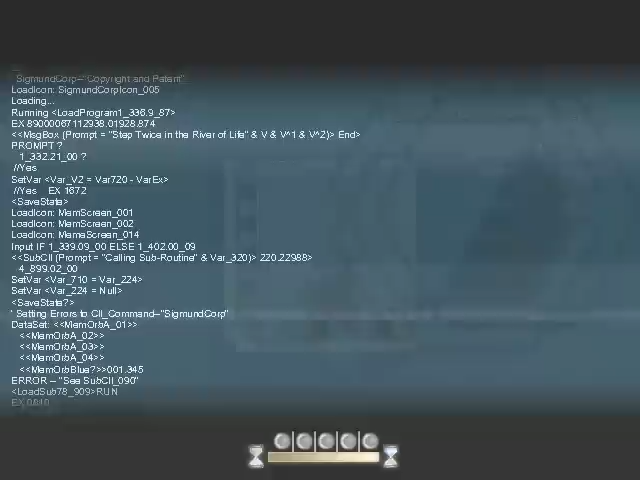 ' SigmundCorp--"Copyright and Patent"
LoadIcon: SigmundCorpIcon_005
Loading...
Running <LoadProgram1_336.9_87>
EX 89000067112938.01928.874
<<MsgBox (Prompt = "Step Twice in the River of Life" & V & V^1 & V^2)> End>
PROMPT ?
1_332.21_00 ?
//Yes
SetVar <Var_V2 = Var720 - VarEx>
//Yes EX 1672
<SaveState>
LoadIcon: MemScreen_001
LoadIcon: MemScreen_002
LoadIcon: MemeScreen_014
Input IF 1_339.09_00 ELSE 1_402.00_09
<<SubCll (Prompt = "Calling Sub-Routine" & Var_320)> 220.22988>
4_899.02_00
SetVar <Var_710 = Var_224>
SetVar <Var_224 = Null>
<SaveState?>
' Setting Errors to Cll_Command--"SigmundCorp"
DataSet: <<MemOrbA_01>>
<<MemOrbA_02>>
<<MemOrbA_03>>
<<MemOrbA_04>>
<<MemOrbBlue?>>001.345
ERROR -- "See SubCll_090"
<LoadSub78_909>RUN